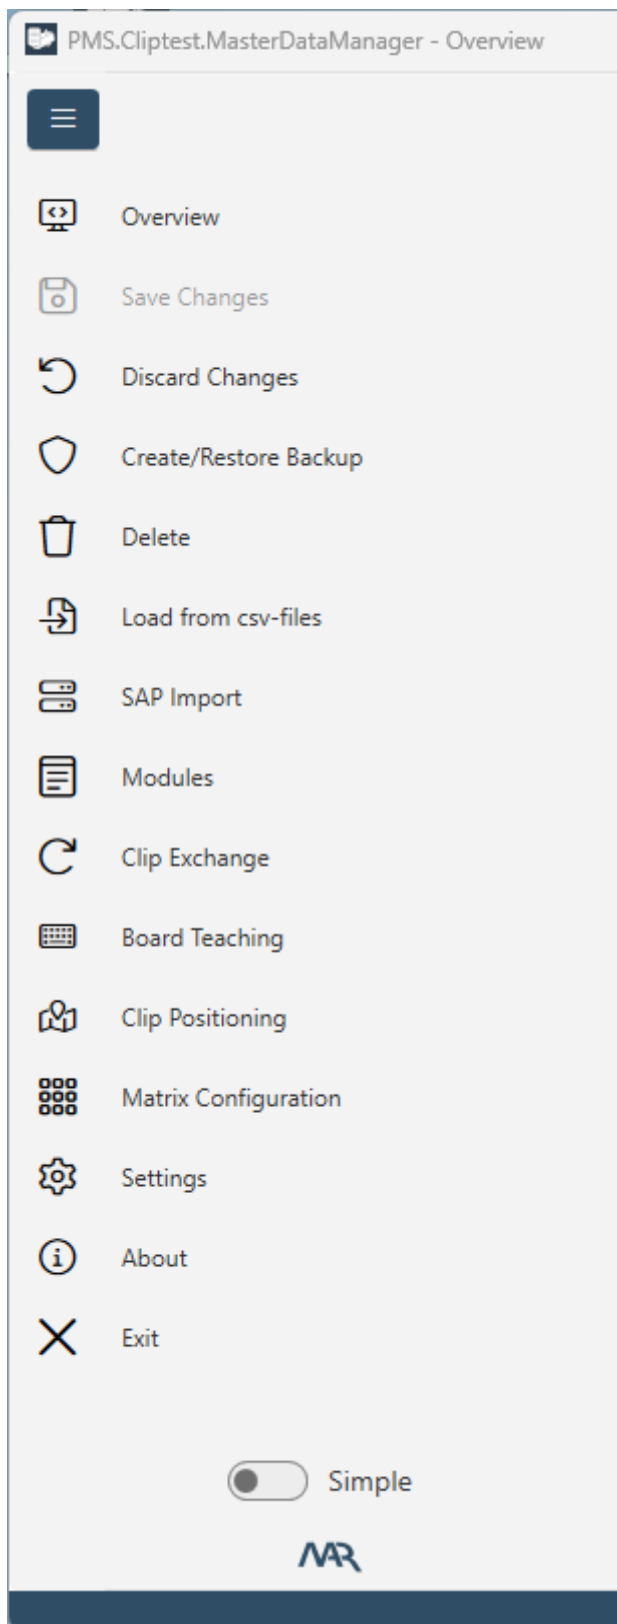 PMS.Cliptest.MasterDataManager - Overview
Overview
Save Changes
Discard Changes
Create/Restore Backup
Delete
Load from csv-files
SAP Import
Modules
Clip Exchange
Board Teaching
Clip Positioning
Matrix Configuration
Settings
About
Exit
Simple
MAR